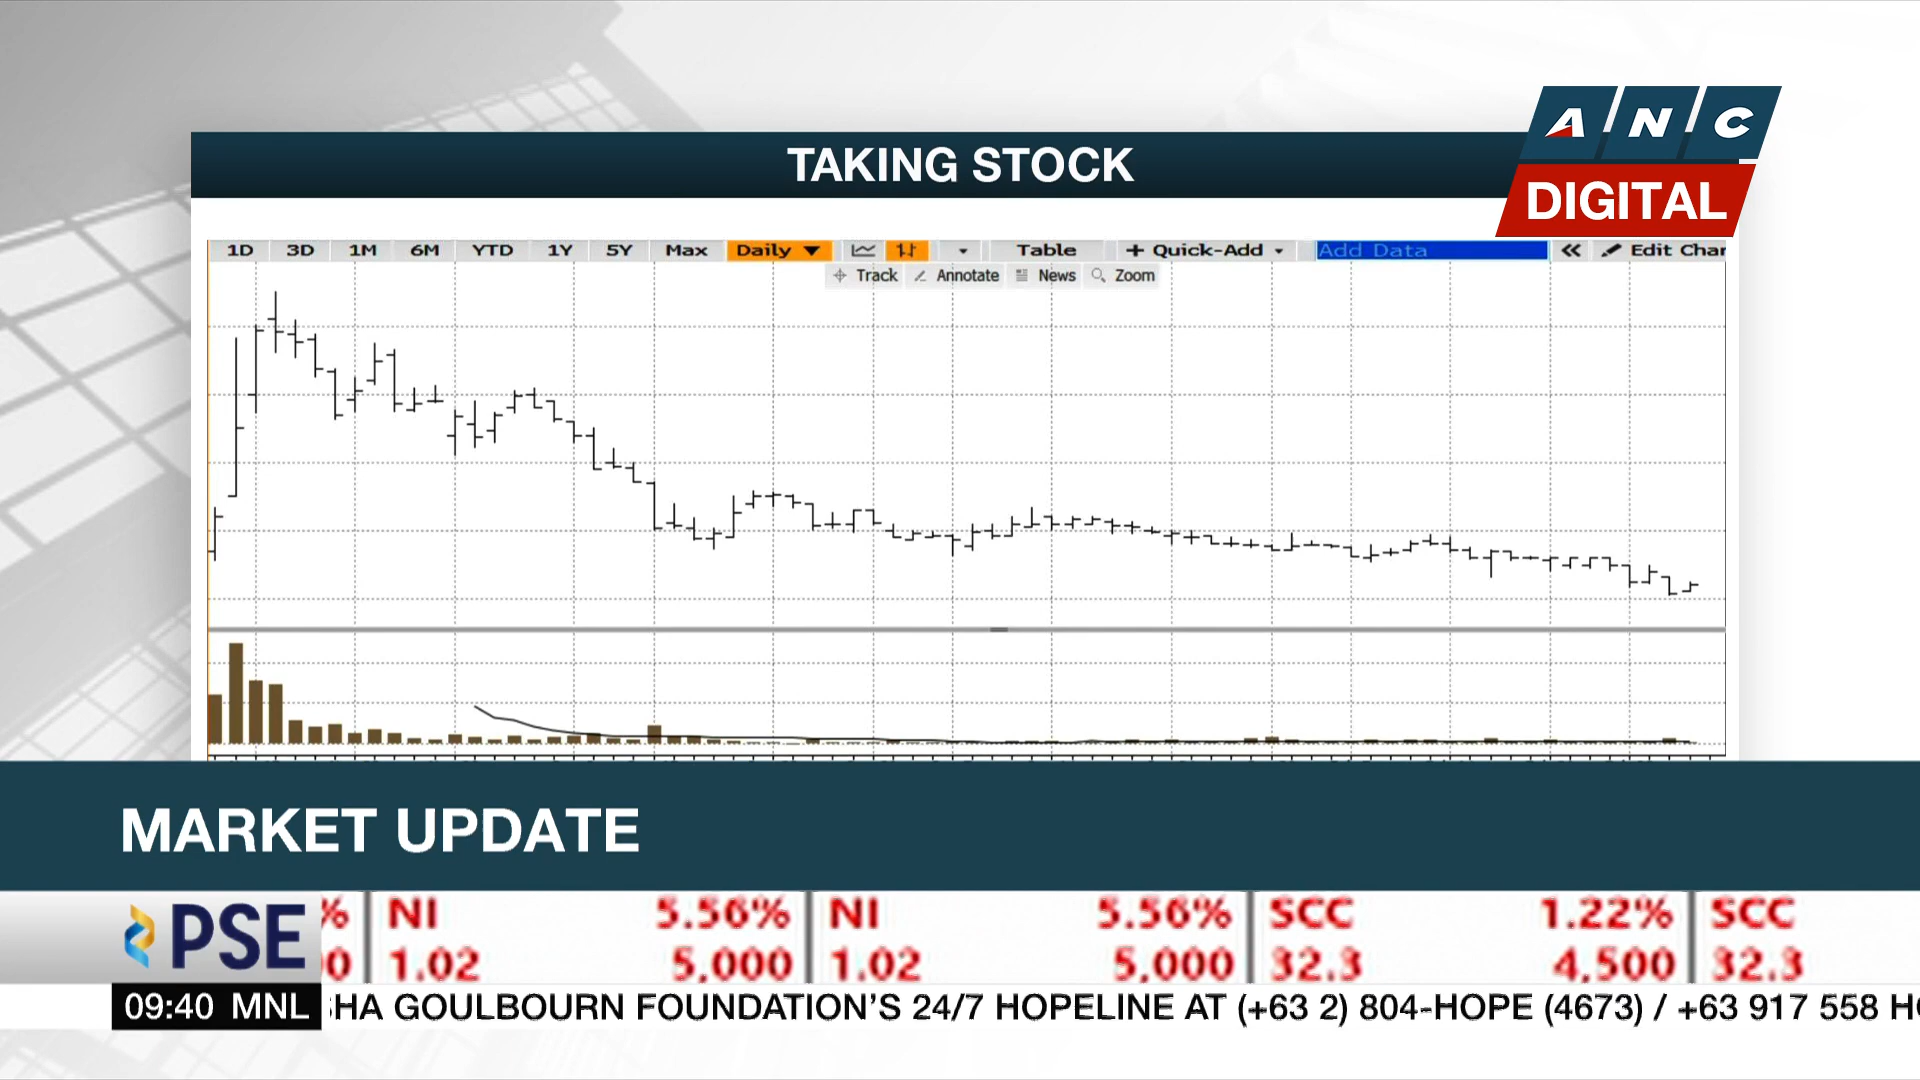 ANC
DIGITAL
TAKING STOCK
1D 3D 1M 6M YTD 1Y 5Y Max Daily Table + Quick-Add Add Data « Edit Char
Track Annotate News Zoom
MARKET UPDATE
PSE
% NI 5.56% NI 5.56% SCC 1.22% SCC
0 1.02 5,000 1.02 5,000 32.3 4,500 32.3
09:40 MNL
SHA GOULBOURN FOUNDATION'S 24/7 HOPELINE AT (+63 2) 804-HOPE (4673) / +63 917 558 HO